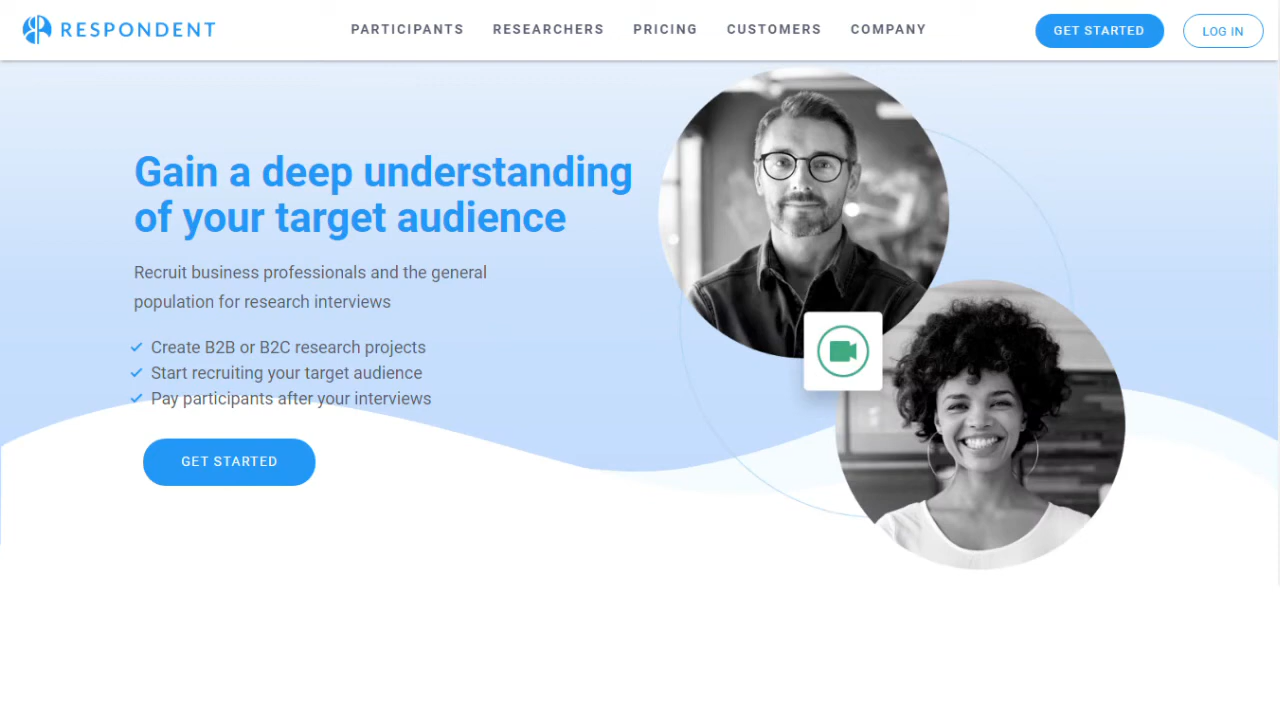 RESPONDENT
PARTICIPANTS RESEARCHERS PRICING CUSTOMERS COMPANY
GET STARTED LOG IN
Gain a deep understanding
of your target audience
Recruit business professionals and the general
population for research interviews
Create B2B or B2C research projects
Start recruiting your target audience
Pay participants after your interviews
GET STARTED